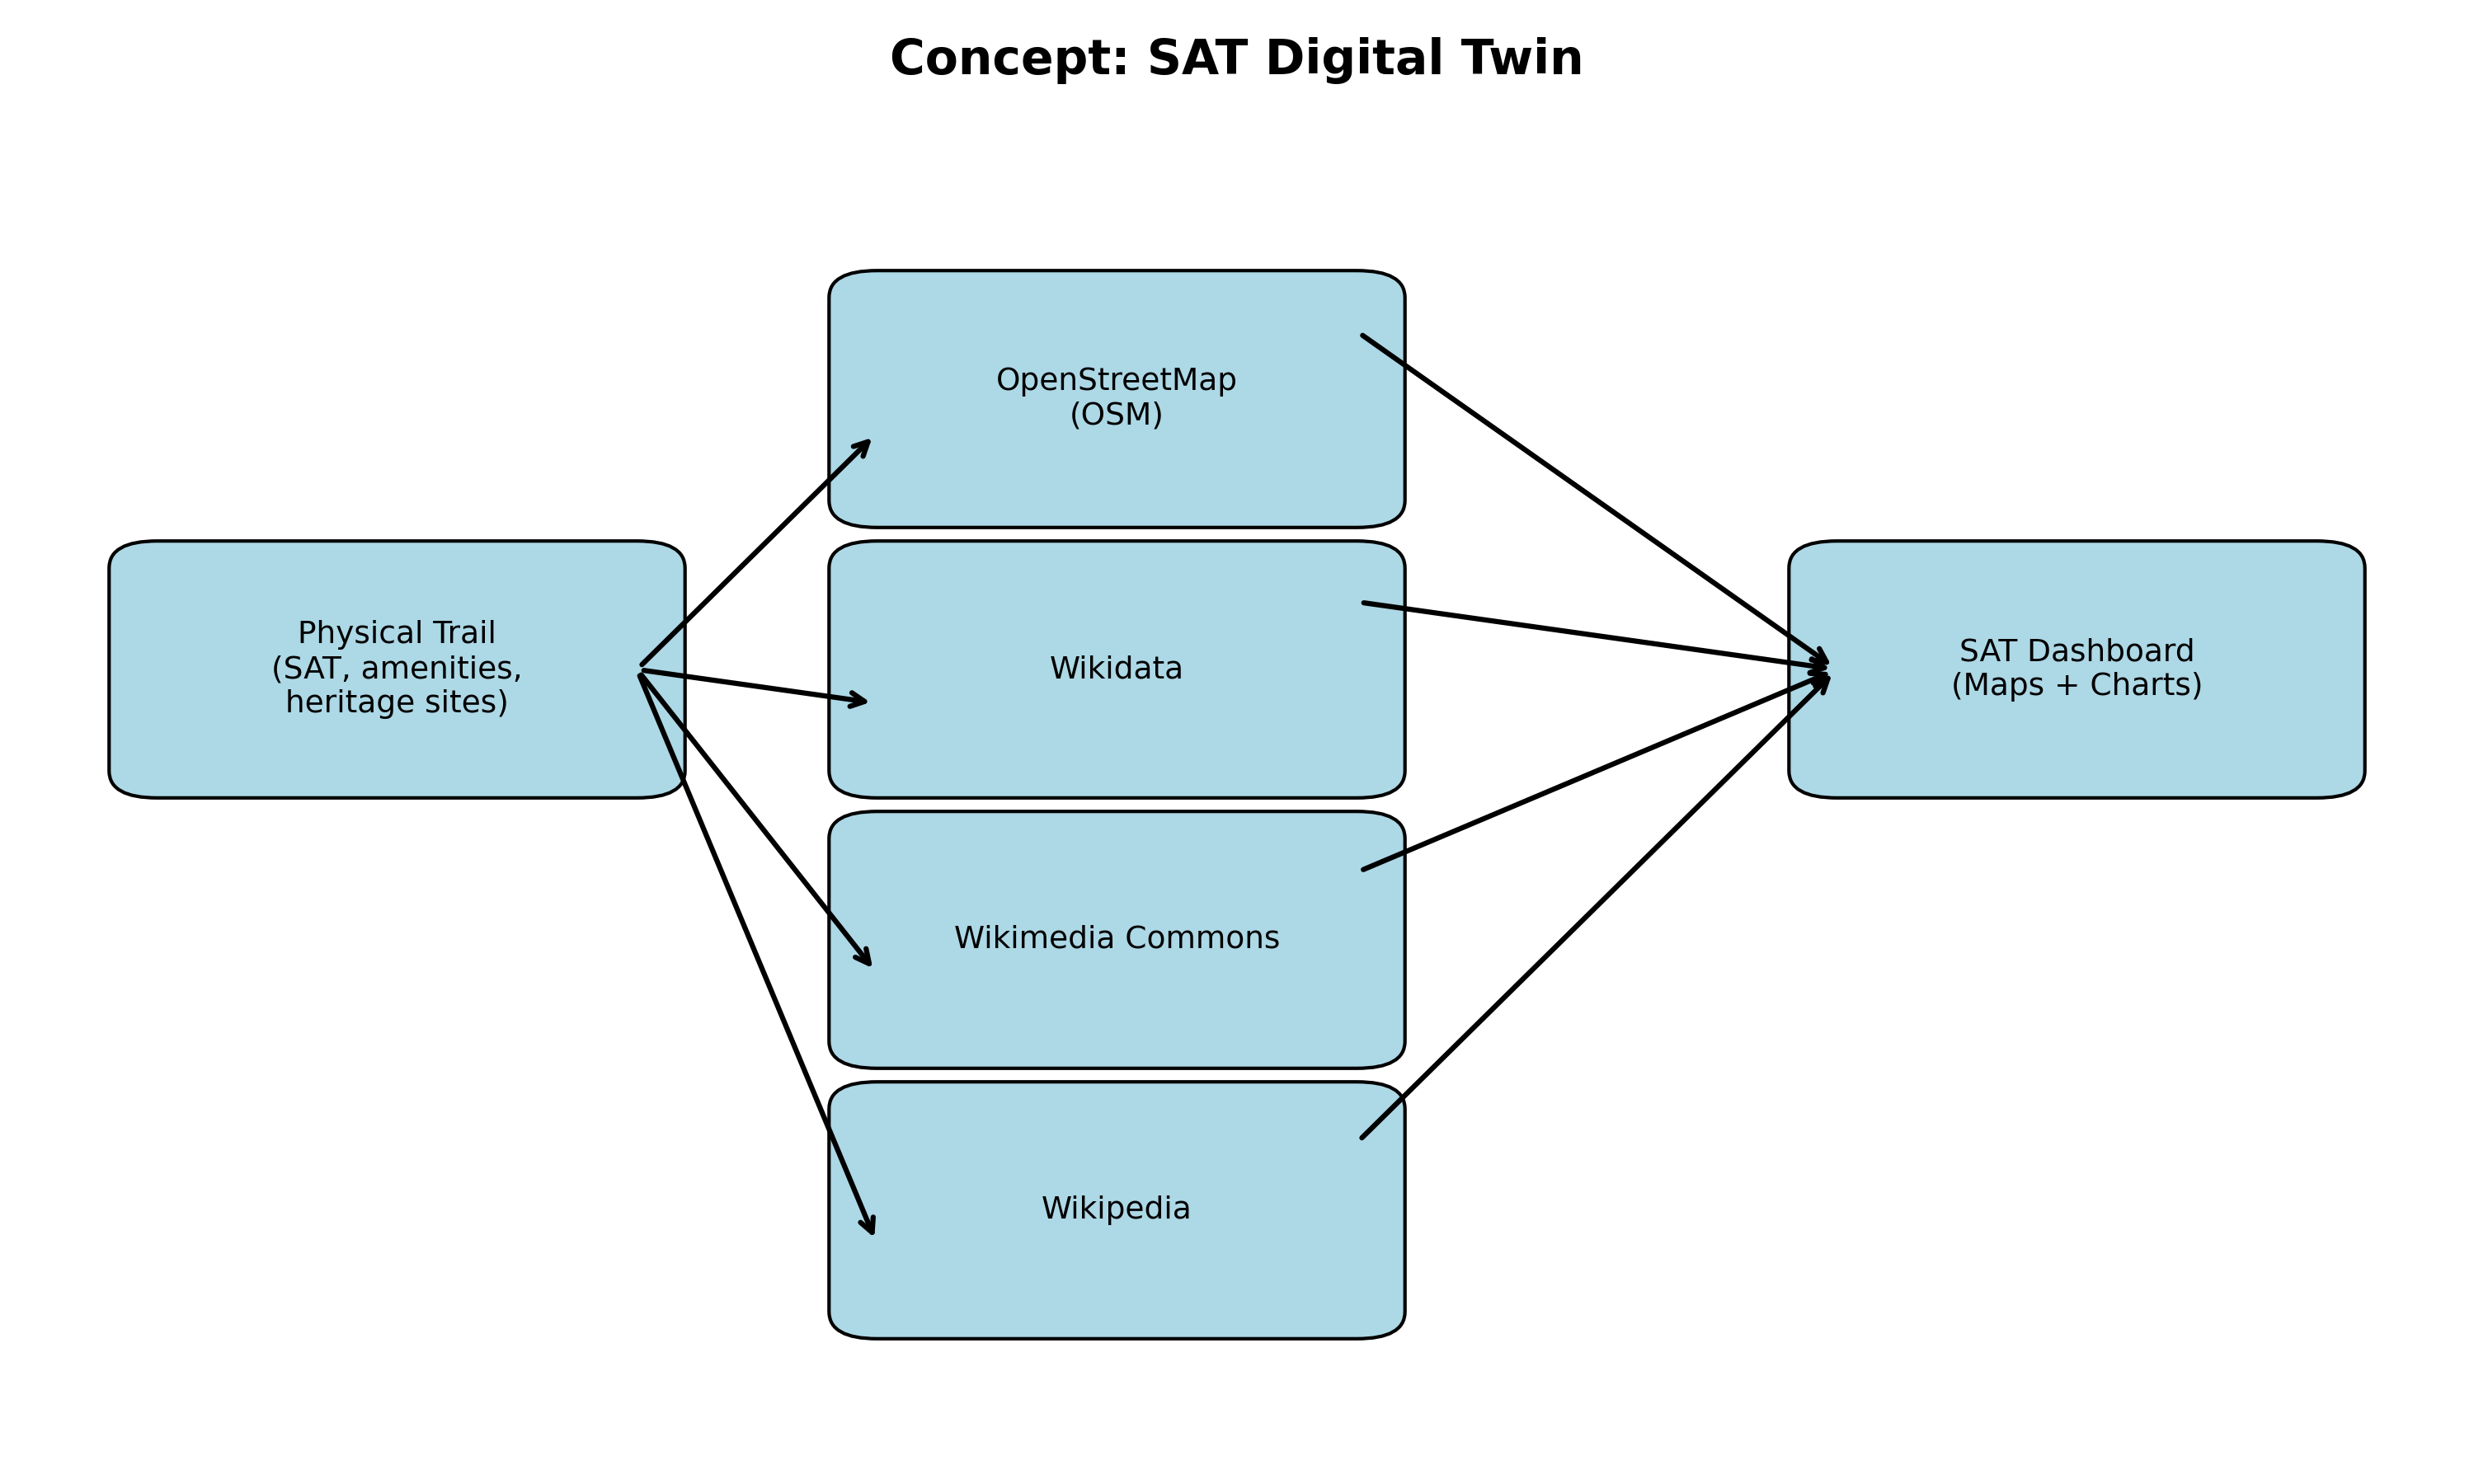 Concept: SAT Digital Twin
Physical Trail
(SAT, amenities,
heritage sites)
OpenStreetMap
(OSM)
Wikidata
Wikimedia Commons
Wikipedia
SAT Dashboard
(Maps + Charts)